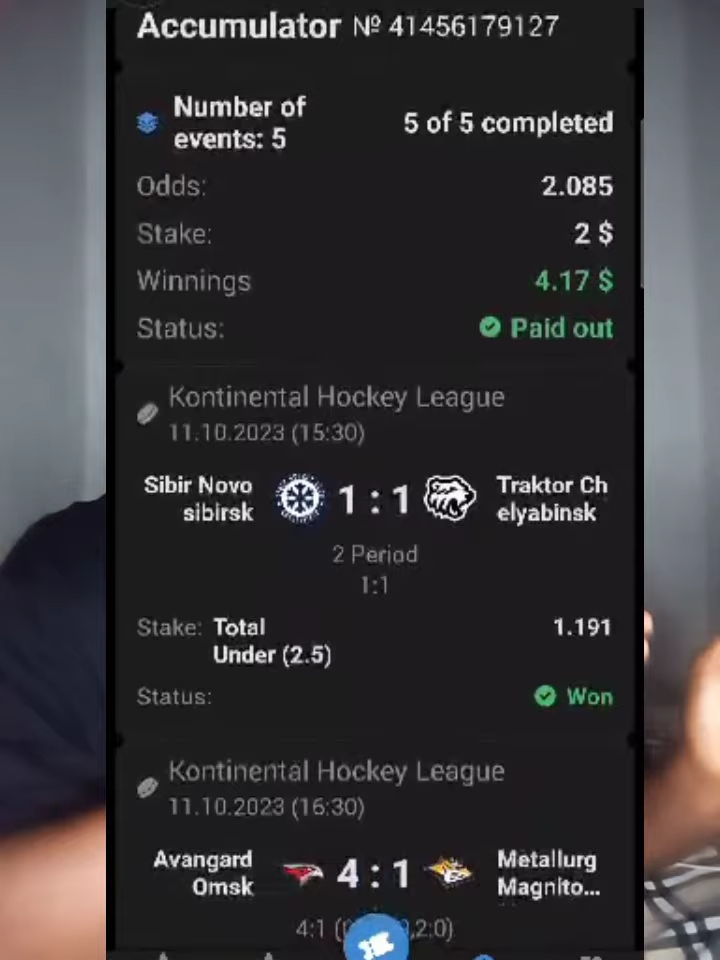 Accumulator № 41456179127
Number of
events: 5
5 of 5 completed
Odds: 2.085
Stake: 2 $
Winnings 4.17 $
Status: Paid out
Kontinental Hockey League
11.10.2023 (15:30)
Sibir Novo
sibirsk
1 : 1
Traktor Ch
elyabinsk
2 Period
1:1
Stake: Total
Under (2.5)
1.191
Status: Won
Kontinental Hockey League
11.10.2023 (16:30)
Avangard
Omsk
4 : 1
Metallurg
Magnito...
4:1 ( ,2:0)